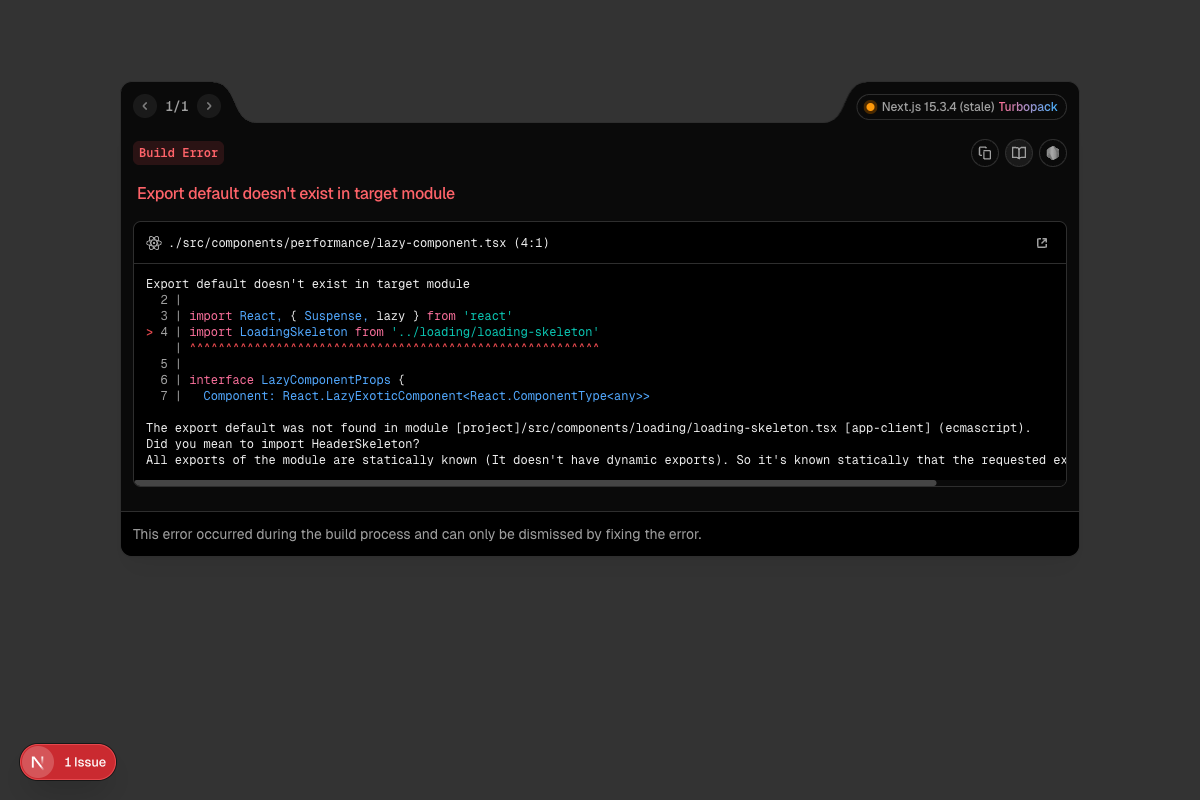 1/1
Next.js 15.3.4 (stale) Turbopack
Build Error
Export default doesn't exist in target module
./src/components/performance/lazy-component.tsx (4:1)
Export default doesn't exist in target module
2 |
3 | import React, { Suspense, lazy } from 'react'
> 4 | import LoadingSkeleton from '../loading/loading-skeleton'
| ^^^^^^^^^^^^^^^^^^^^^^^^^^^^^^^^^^^^^^^^^^^^^^^^^^^^^^^^^
5 |
6 | interface LazyComponentProps {
7 |   Component: React.LazyExoticComponent<React.ComponentType<any>>
The export default was not found in module [project]/src/components/loading/loading-skeleton.tsx [app-client] (ecmascript).
Did you mean to import HeaderSkeleton?
All exports of the module are statically known (It doesn't have dynamic exports). So it's known statically that the requested ex
This error occurred during the build process and can only be dismissed by fixing the error.
N 1 Issue